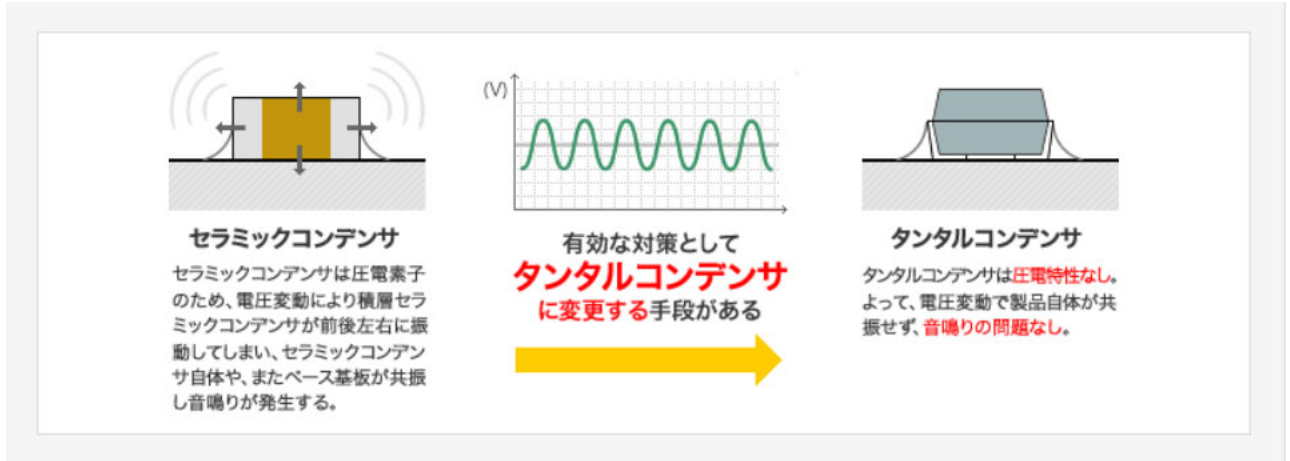 (V)
セラミックコンデンサ
セラミックコンデンサは圧電素子
のため、電圧変動により積層セラ
ミックコンデンサが前後左右に振
動してしまい、セラミックコンデン
サ自体や、またベース基板が共振
し音鳴りが発生する。
有効な対策として
タンタルコンデンサ
に変更する手段がある
タンタルコンデンサ
タンタルコンデンサは圧電特性なし。
よって、電圧変動で製品自体が共
振せず、音鳴りの問題なし。